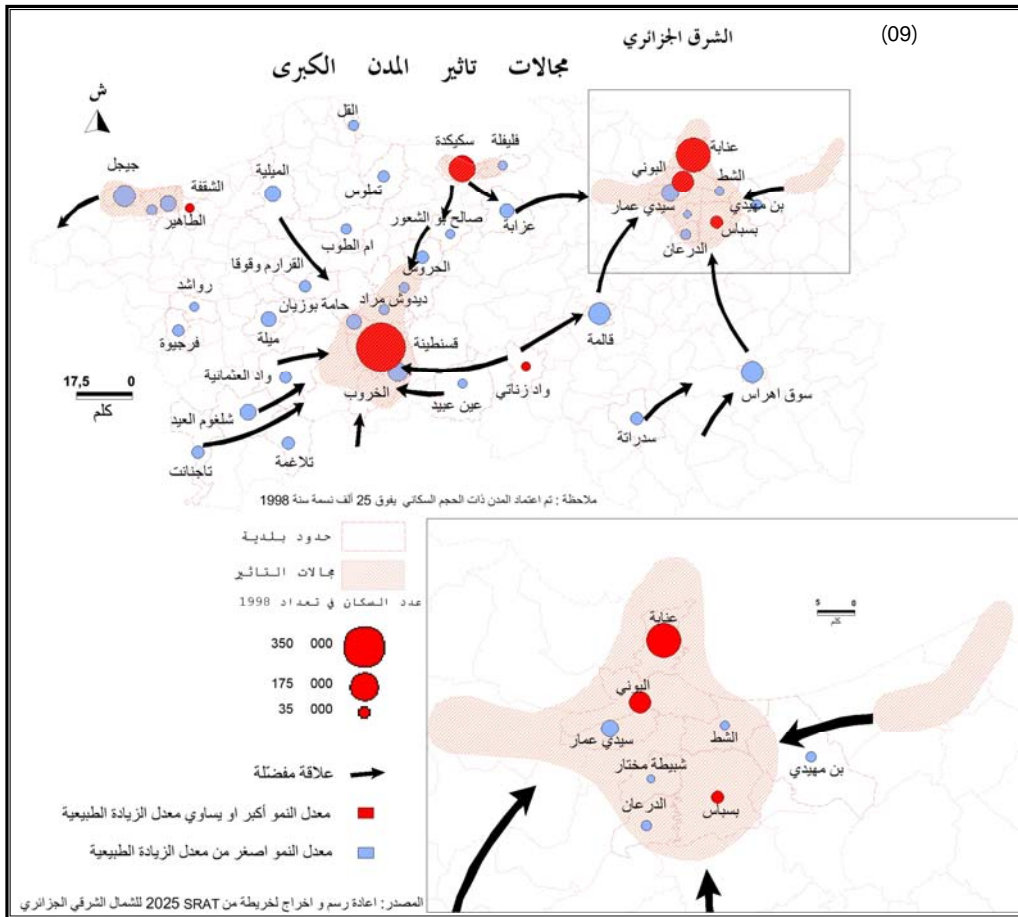 (09)
الشرق الجزائري
مجالات تاثير المدن الكبرى
ش
القل
سكيكدة
فليفلة
عنابة
جيجل
الشقفة
الطاهير
الميلية
تملوس
البوني
الشط
سيدي عمار
بن مهيدي
بسباس
الدرعان
صالح بو الشعور
عزابة
ام الطوب
الحروش
القرارم وقوقا
رواشد
ديدوش مراد
حامة بوزيان
فرجيوة
ميلة
قسنطينة
قالمة
17,5 0
كلم
واد العثمانية
الخروب
عين عبيد
واد زناتي
سوق اهراس
شلغوم العيد
سدراتة
تاجنانت
تلاغمة
ملاحظة : تم اعتماد المدن ذات الحجم السكاني يفوق 25 ألف نسمة سنة 1998
حدود بلدية
مجالات التاثير
عدد السكان في تعداد 1998
350 000
175 000
35 000
علاقة مفضلة
معدل النمو أكبر او يساوي معدل الزيادة الطبيعية
معدل النمو اصغر من معدل الزيادة الطبيعية
عنابة
5 0
كلم
البوني
سيدي عمار
الشط
بن مهيدي
شبيطة مختار
بسباس
الدرعان
المصدر: اعادة رسم و اخراج لخريطة من SRAT 2025 للشمال الشرقي الجزائري